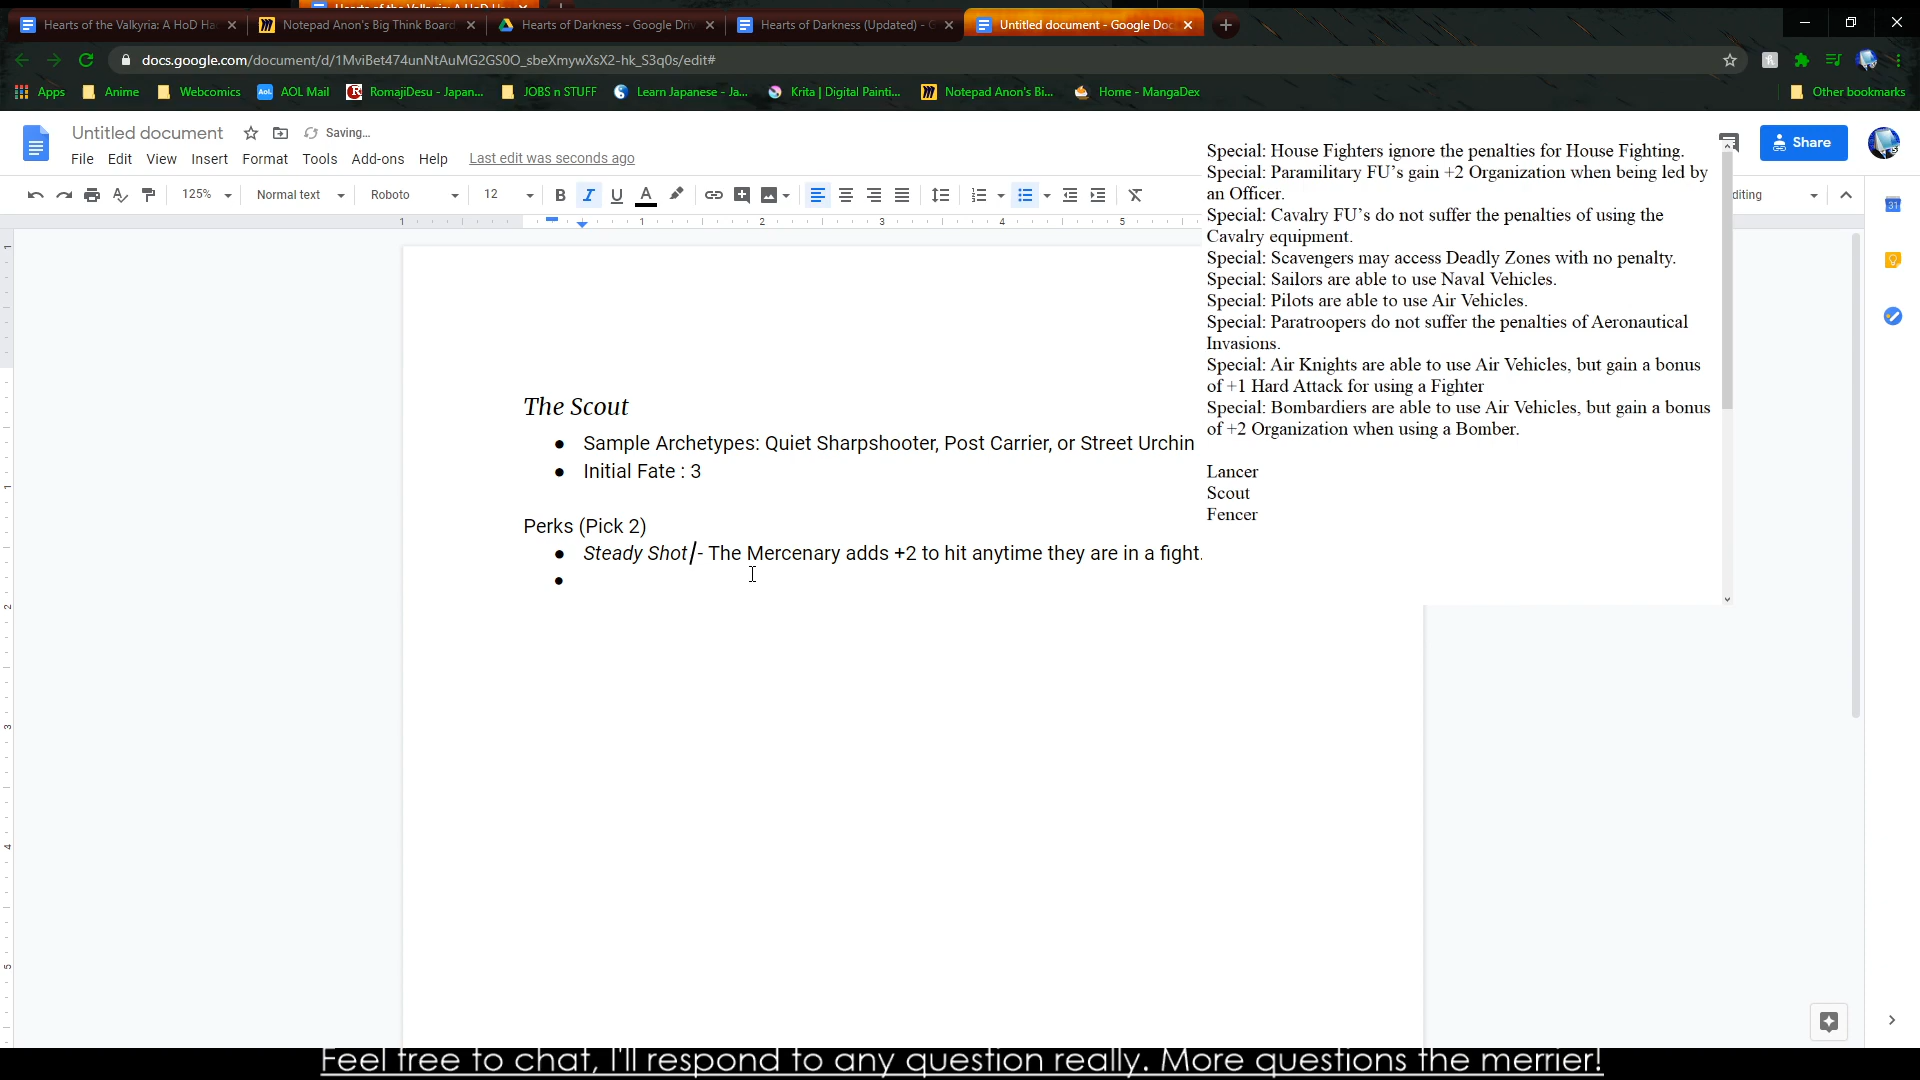 Hearts of the Valkyria: A HoD Ha
Notepad Anon's Big Think Board
Hearts of Darkness - Google Driv
Hearts of Darkness (Updated) - G
Untitled document - Google Doc
docs.google.com/document/d/1MviBet474unNtAuMG2GS0O_sbeXmywXsX2-hk_S3q0s/edit#
Apps
Anime
Webcomics
AOL Mail
RomajiDesu - Japan...
JOBS n STUFF
Learn Japanese - Ja...
Krita | Digital Painti...
Notepad Anon's Bi...
Home - MangaDex
Other bookmarks
Untitled document
Saving...
File Edit View Insert Format Tools Add-ons Help
Last edit was seconds ago
Share
125%
Normal text
Roboto
12
diting
The Scout
● Sample Archetypes: Quiet Sharpshooter, Post Carrier, or Street Urchin
● Initial Fate : 3
Perks (Pick 2)
● Steady Shot - The Mercenary adds +2 to hit anytime they are in a fight.
●
Special: House Fighters ignore the penalties for House Fighting.
Special: Paramilitary FU's gain +2 Organization when being led by
an Officer.
Special: Cavalry FU's do not suffer the penalties of using the
Cavalry equipment.
Special: Scavengers may access Deadly Zones with no penalty.
Special: Sailors are able to use Naval Vehicles.
Special: Pilots are able to use Air Vehicles.
Special: Paratroopers do not suffer the penalties of Aeronautical
Invasions.
Special: Air Knights are able to use Air Vehicles, but gain a bonus
of +1 Hard Attack for using a Fighter
Special: Bombardiers are able to use Air Vehicles, but gain a bonus
of +2 Organization when using a Bomber.
Lancer
Scout
Fencer
Feel free to chat, I'll respond to any question really. More questions the merrier!